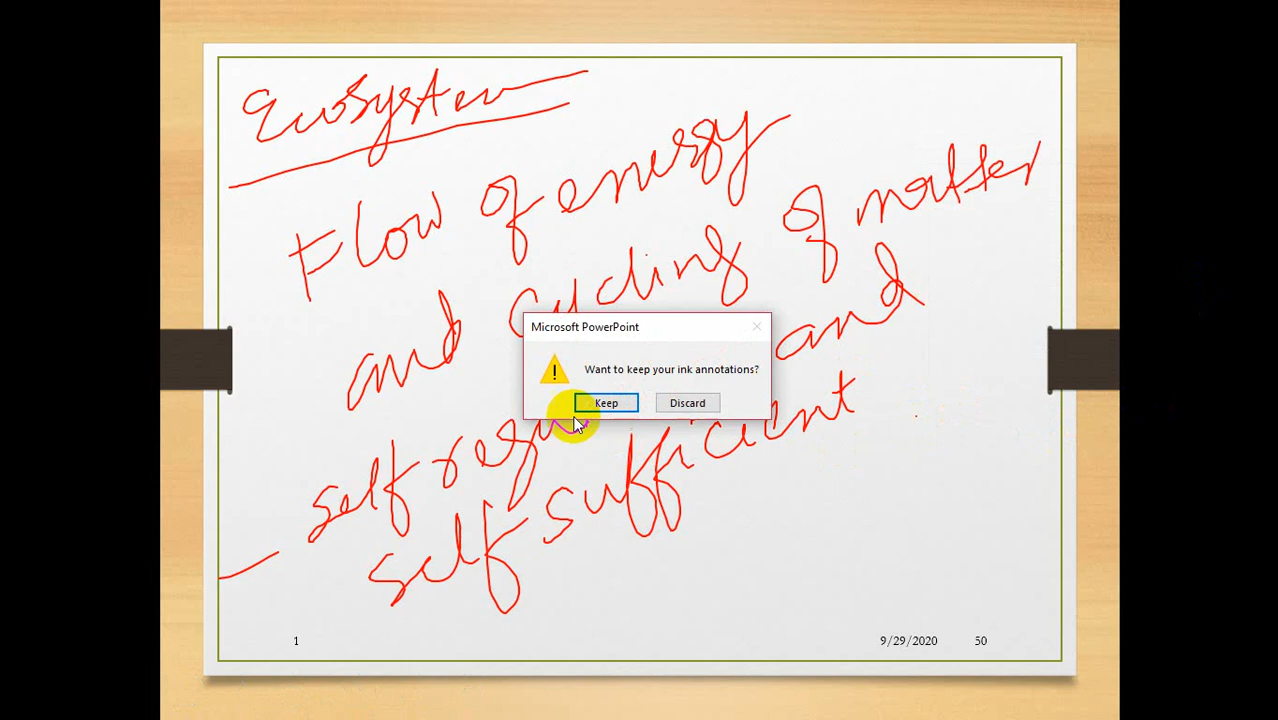 Ecosystem
Flow of energy
and cycling of matter
and
self
self sufficient
Microsoft PowerPoint
Want to keep your ink annotations?
Keep Discard
1 9/29/2020 50